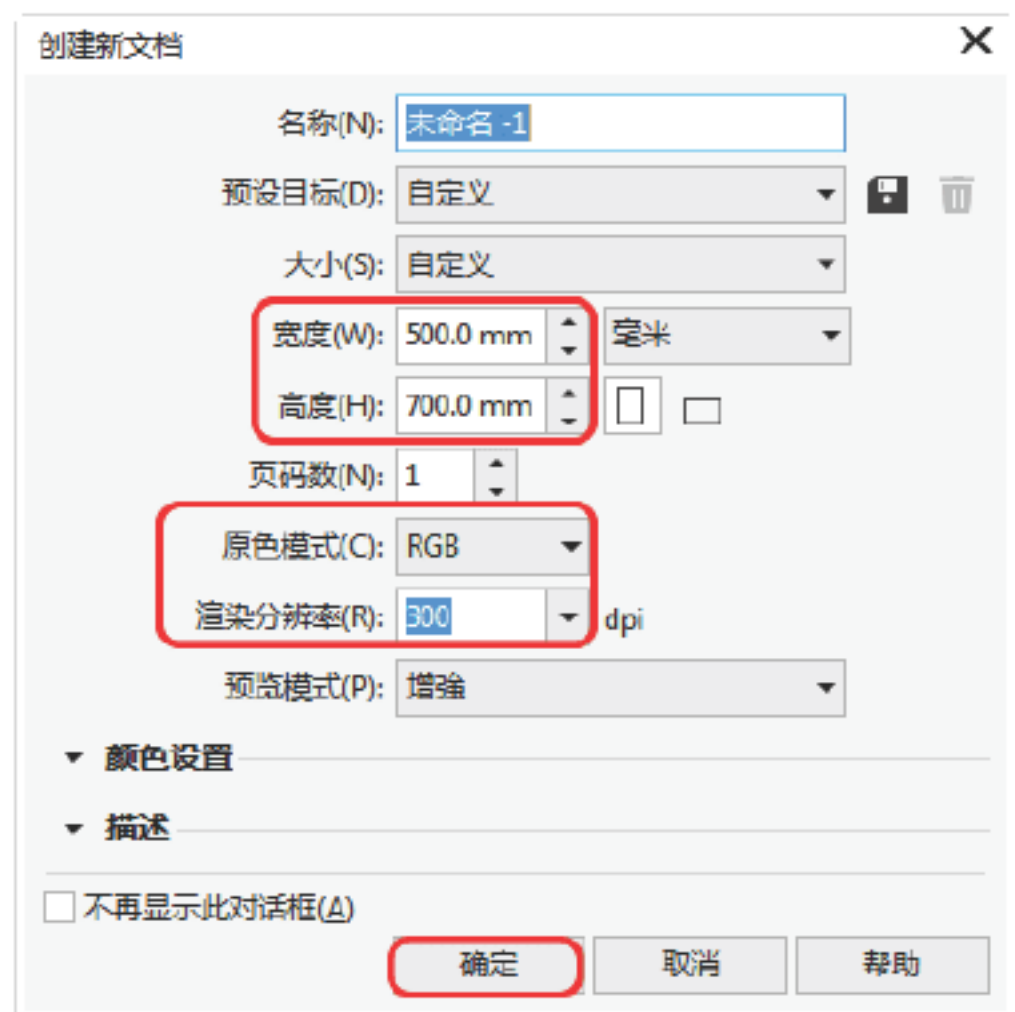 创建新文档
名称(N): 未命名 -1
预设目标(D): 自定义
大小(S): 自定义
宽度(W): 500.0 mm 毫米
高度(H): 700.0 mm
页码数(N): 1
原色模式(C): RGB
渲染分辨率(R): 300 dpi
预览模式(P): 增强
颜色设置
描述
不再显示此对话框(A)
确定 取消 帮助